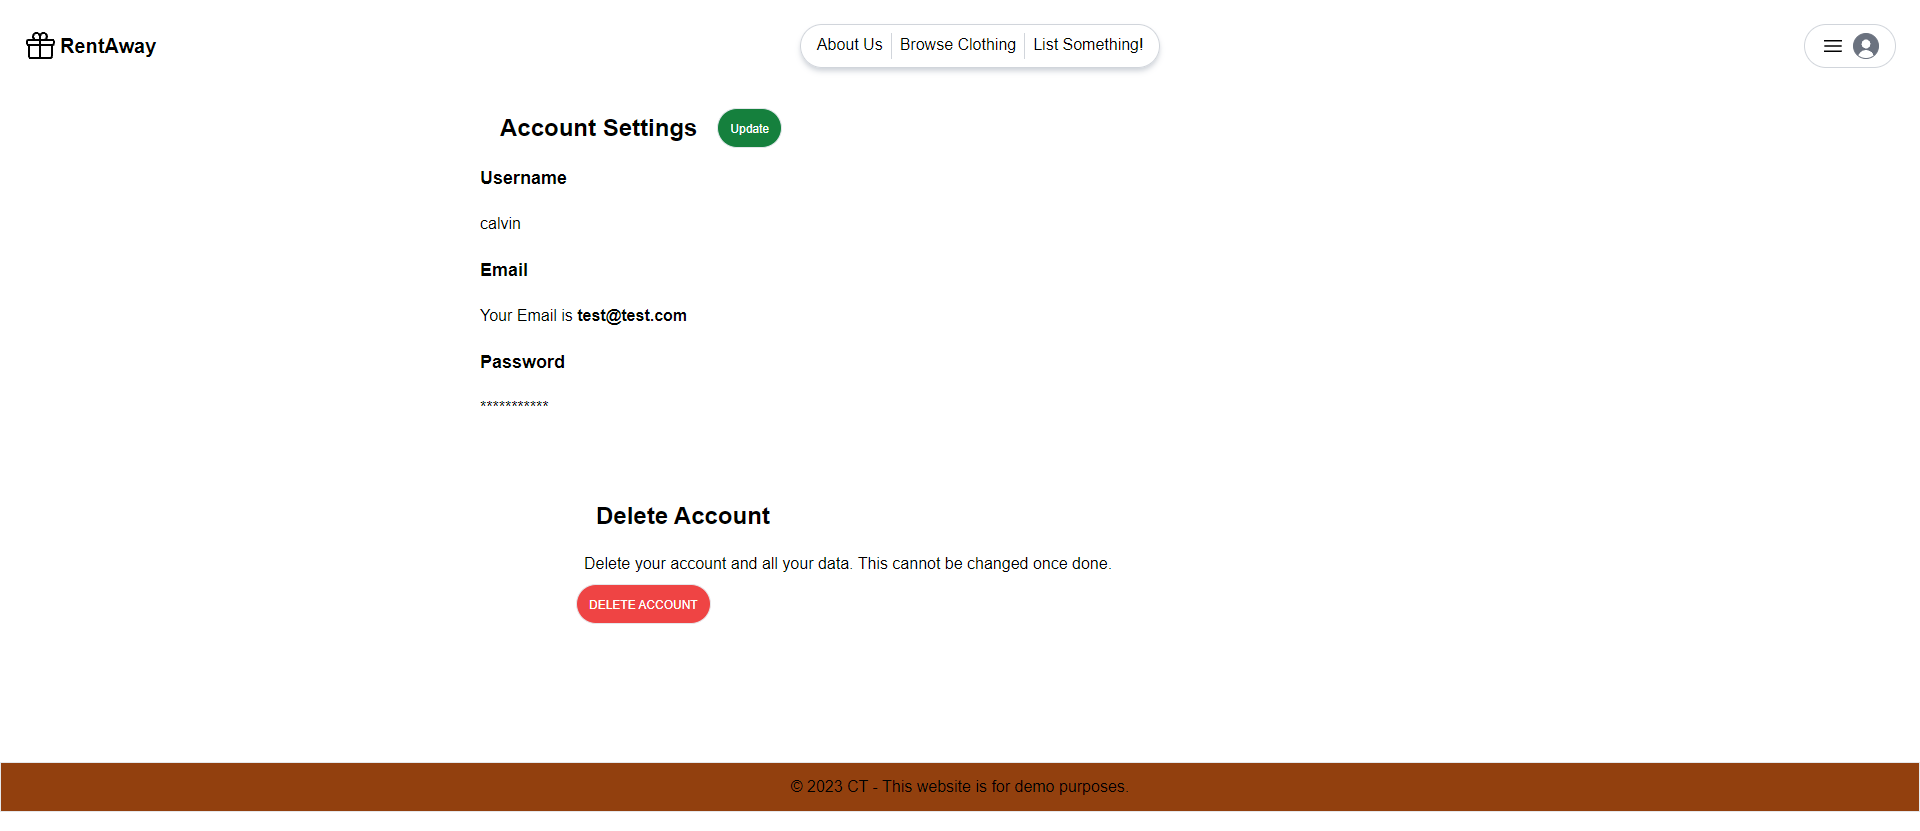 RentAway
About Us Browse Clothing List Something!
Account Settings Update
Username
calvin
Email
Your Email is test@test.com
Password
***********
Delete Account
Delete your account and all your data. This cannot be changed once done.
DELETE ACCOUNT
© 2023 CT - This website is for demo purposes.